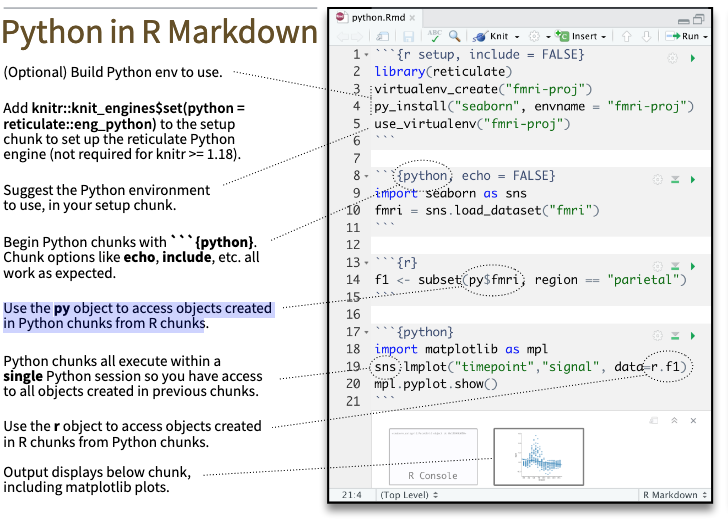 Python in R Markdown
(Optional) Build Python env to use.
Add knitr::knit_engines$set(python =
reticulate::eng_python) to the setup
chunk to set up the reticulate Python
engine (not required for knitr >= 1.18).
Suggest the Python environment
to use, in your setup chunk.
Begin Python chunks with ```{python}.
Chunk options like echo, include, etc. all
work as expected.
Use the py object to access objects created
in Python chunks from R chunks.
Python chunks all execute within a
single Python session so you have access
to all objects created in previous chunks.
Use the r object to access objects created
in R chunks from Python chunks.
Output displays below chunk,
including matplotlib plots.
python.Rmd
ABC Knit Insert Run
1 ```{r setup, include = FALSE}
2 library(reticulate)
3 virtualenv_create("fmri-proj")
4 py_install("seaborn", envname = "fmri-proj")
5 use_virtualenv("fmri-proj")
6 ```
7
8 ```{python, echo = FALSE}
9 import seaborn as sns
10 fmri = sns.load_dataset("fmri")
11 ```
12
13 ```{r}
14 f1 <- subset(py$fmri, region == "parietal")
15 ```
16
17 ```{python}
18 import matplotlib as mpl
19 sns.lmplot("timepoint","signal", data=r.f1)
20 mpl.pyplot.show()
21 ```
R Console
21:4 (Top Level) R Markdown